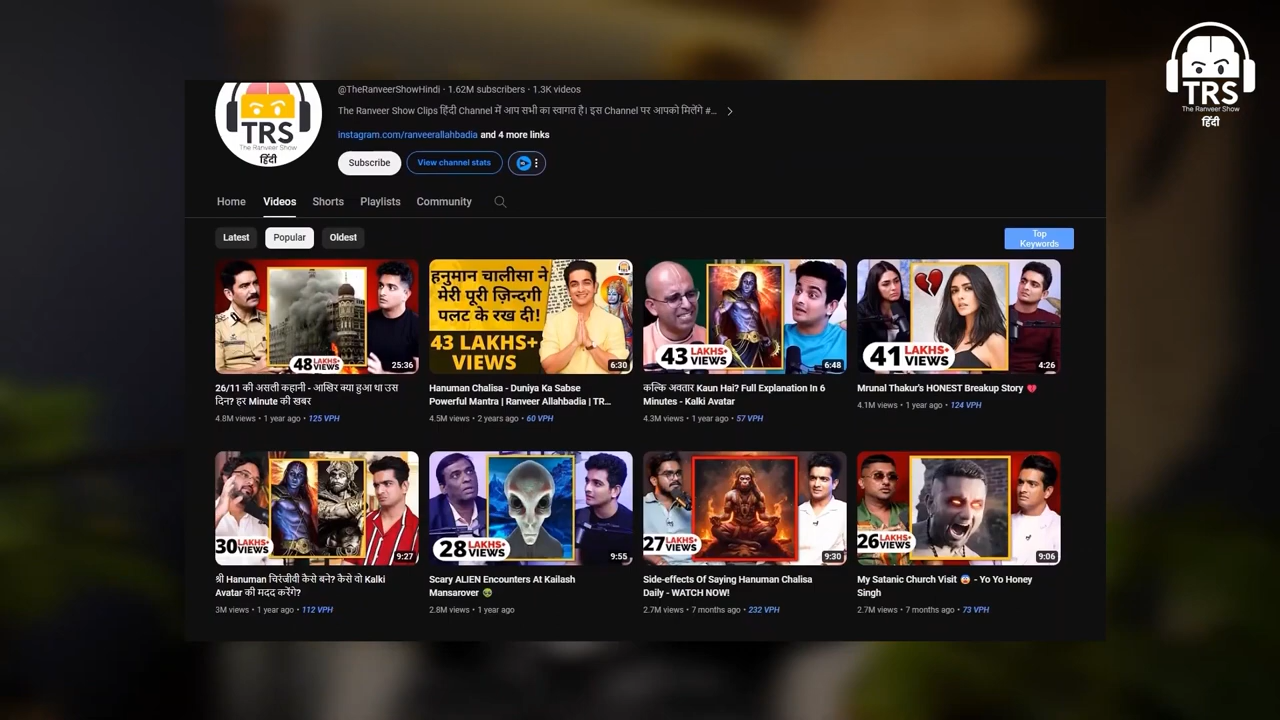 TRS
The Ranveer Show
हिंदी
@TheRanveerShowHindi · 1.62M subscribers · 1.3K videos
The Ranveer Show Clips हिंदी Channel में आप सभी का स्वागत है। इस Channel पर आपको मिलेंगे #...
instagram.com/ranveerallahbadia and 4 more links
TRS
The Ranveer Show
हिंदी
Subscribe
View channel stats
Home Videos Shorts Playlists Community
Latest Popular Oldest
Top
Keywords
48 LAKHS+
VIEWS
25:36
हनुमान चालीसा ने
मेरी पूरी ज़िन्दगी
पलट के रख दी!
43 LAKHS+
VIEWS
6:30
43 LAKHS+
VIEWS
6:48
41 LAKHS+
VIEWS
4:26
26/11 की असली कहानी - आखिर क्या हुआ था उस
दिन? हर Minute की खबर
4.8M views • 1 year ago • 125 VPH
Hanuman Chalisa - Duniya Ka Sabse
Powerful Mantra | Ranveer Allahbadia | TR...
4.5M views • 2 years ago • 60 VPH
कल्कि अवतार Kaun Hai? Full Explanation In 6
Minutes - Kalki Avatar
4.3M views • 1 year ago • 57 VPH
Mrunal Thakur's HONEST Breakup Story 💔
4.1M views • 1 year ago • 124 VPH
30 LAKHS+
VIEWS
9:27
28 LAKHS+
VIEWS
9:55
27 LAKHS+
VIEWS
9:30
26 LAKHS+
VIEWS
9:06
श्री Hanuman चिरंजीवी कैसे बने? कैसे वो Kalki
Avatar की मदद करेंगे?
3M views • 1 year ago • 112 VPH
Scary ALIEN Encounters At Kailash
Mansarover 👽
2.8M views • 1 year ago
Side-effects Of Saying Hanuman Chalisa
Daily - WATCH NOW!
2.7M views • 7 months ago • 232 VPH
My Satanic Church Visit 😨 - Yo Yo Honey
Singh
2.7M views • 7 months ago • 73 VPH